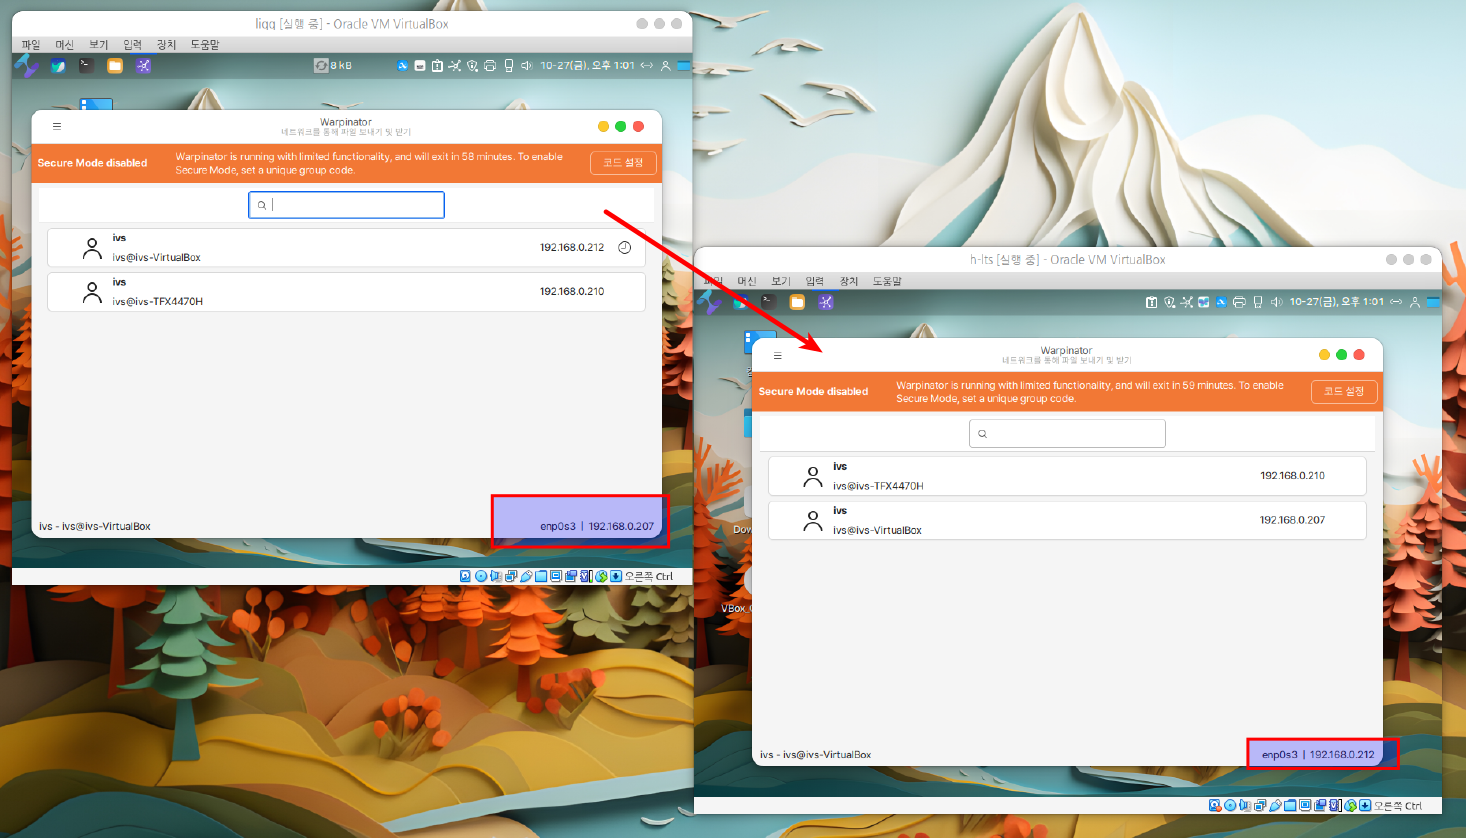 liqq [실행 중] - Oracle VM VirtualBox
파일 머신 보기 입력 장치 도움말
8 kB 10-27(금), 오후 1:01
Warpinator
네트워크를 통해 파일 보내기 및 받기
Secure Mode disabled
Warpinator is running with limited functionality, and will exit in 58 minutes. To enable
Secure Mode, set a unique group code.
코드 설정
ivs
ivs@ivs-VirtualBox
192.168.0.212
ivs
ivs@ivs-TFX4470H
192.168.0.210
ivs - ivs@ivs-VirtualBox
enp0s3 | 192.168.0.207
오른쪽 Ctrl
h-lts [실행 중] - Oracle VM VirtualBox
파일 머신 보기 입력 장치 도움말
10-27(금), 오후 1:01
Warpinator
네트워크를 통해 파일 보내기 및 받기
Secure Mode disabled
Warpinator is running with limited functionality, and will exit in 59 minutes. To enable
Secure Mode, set a unique group code.
코드 설정
ivs
ivs@ivs-TFX4470H
192.168.0.210
ivs
ivs@ivs-VirtualBox
192.168.0.207
Dow
VBox_
ivs - ivs@ivs-VirtualBox
enp0s3 | 192.168.0.212
오른쪽 Ctrl